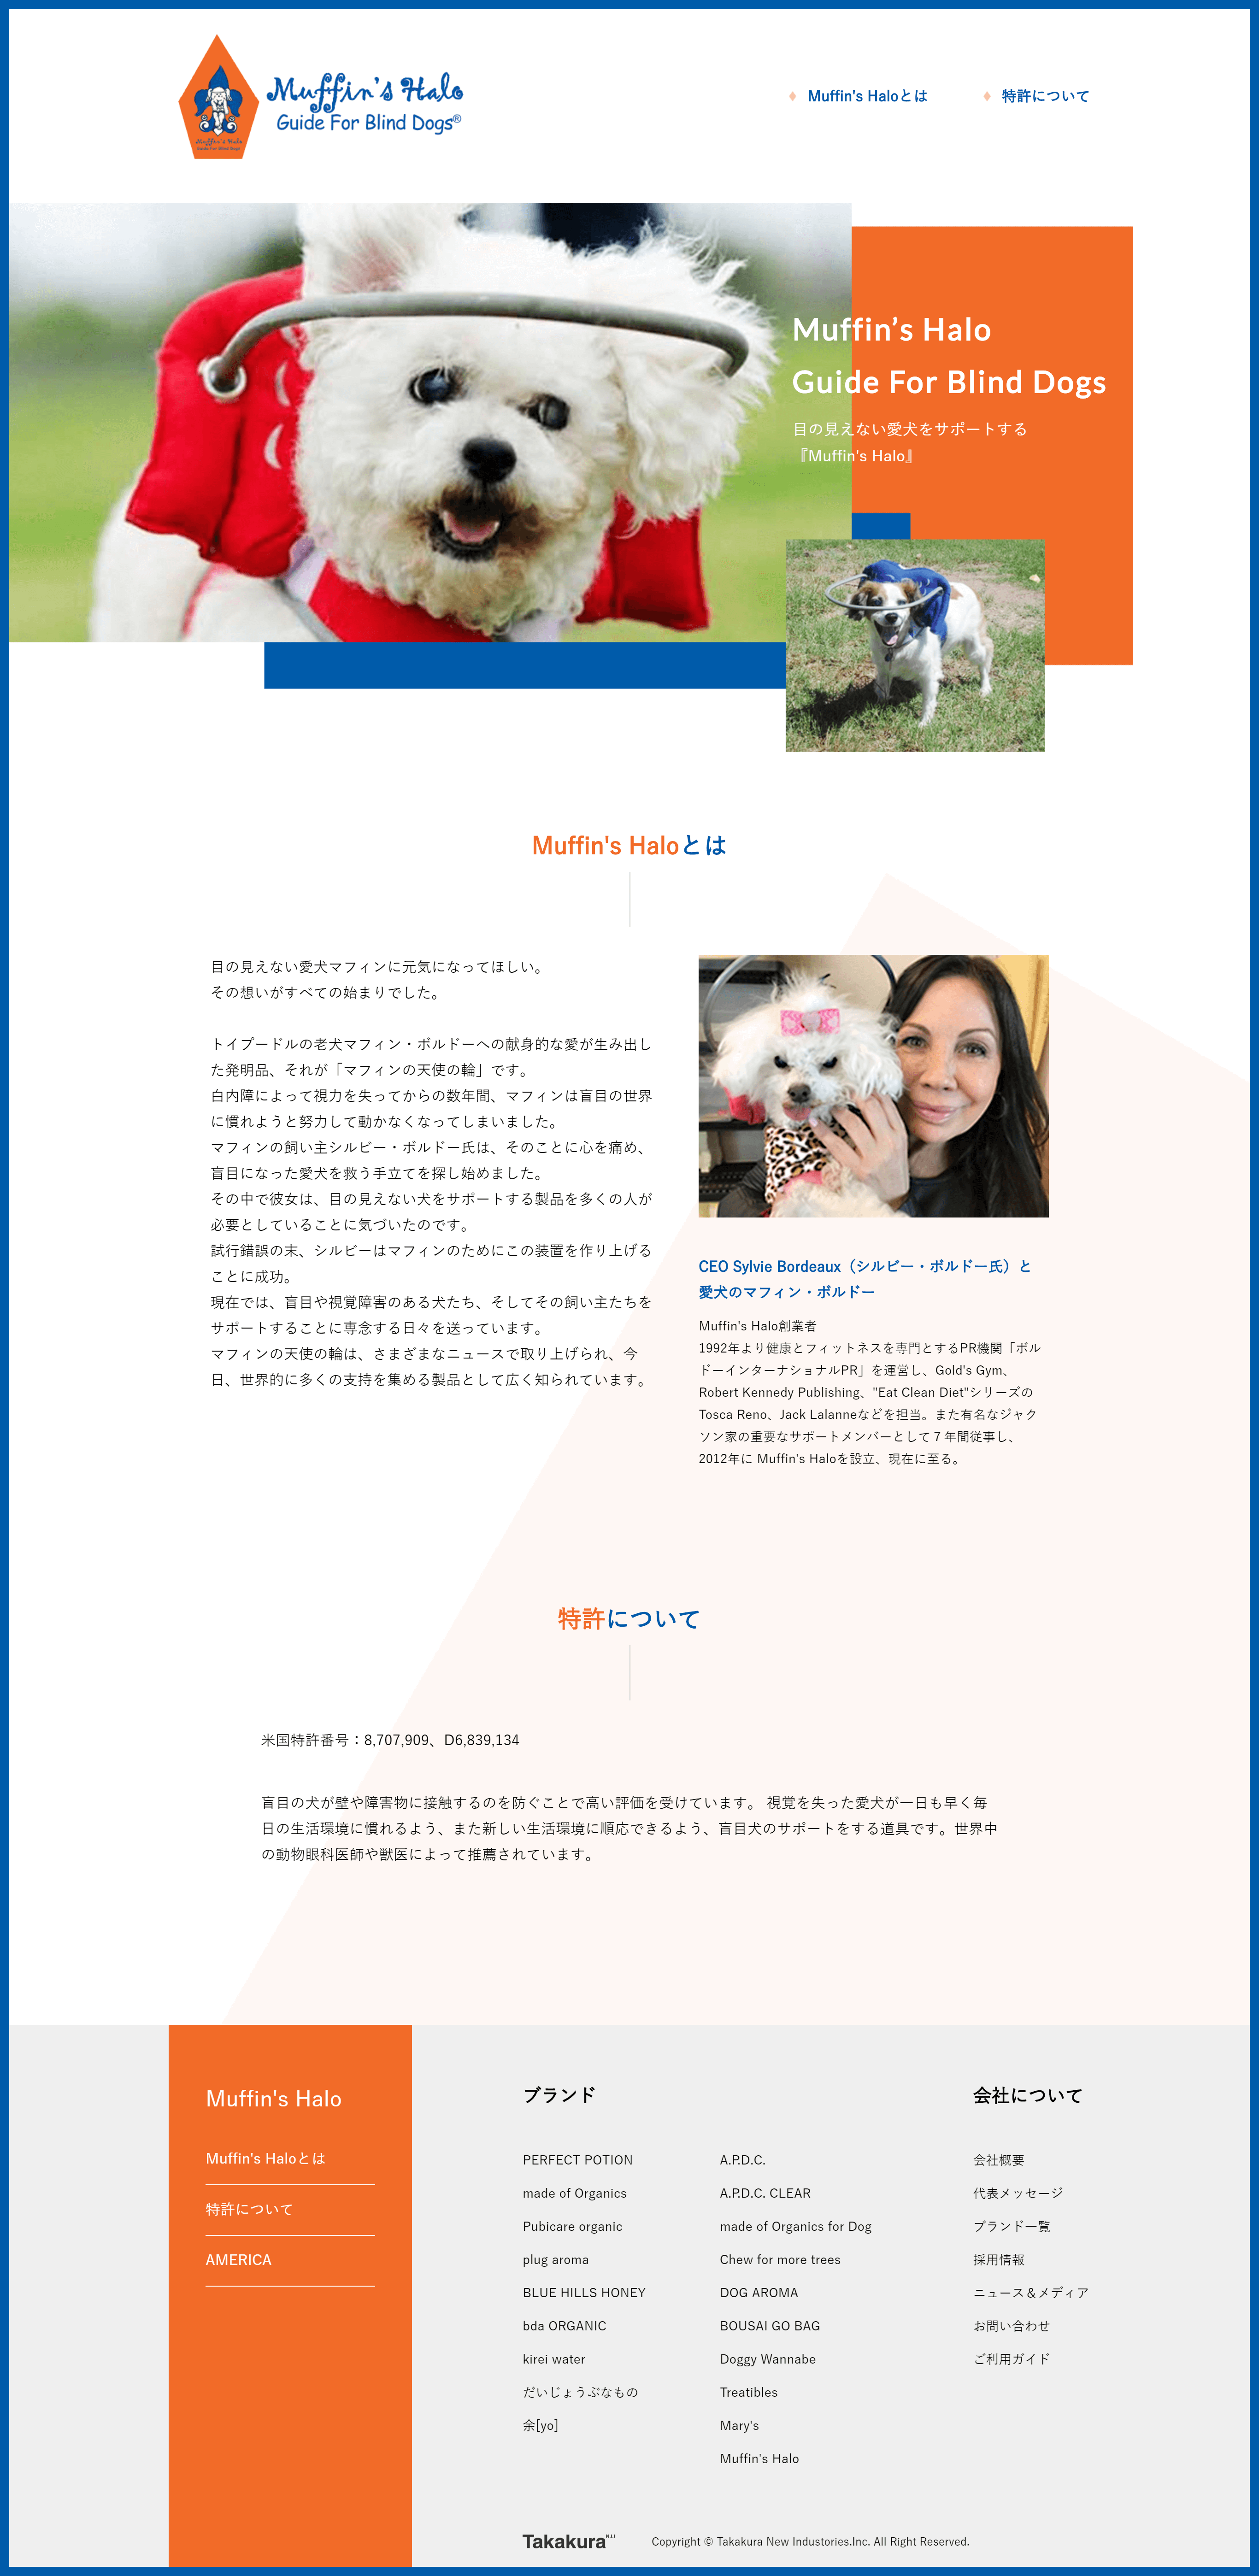 Muffin's Halo
Guide For Blind Dogs®
Muffin's Halo
Guide For Blind Dogs
Muffin's Haloとは
特許について
Muffin’s Halo
Guide For Blind Dogs
目の見えない愛犬をサポートする
『Muffin's Halo』
Muffin's Haloとは
目の見えない愛犬マフィンに元気になってほしい。
その想いがすべての始まりでした。
トイプードルの老犬マフィン・ボルドーへの献身的な愛が生み出し
た発明品、それが「マフィンの天使の輪」です。
白内障によって視力を失ってからの数年間、マフィンは盲目の世界
に慣れようと努力して動かなくなってしまいました。
マフィンの飼い主シルビー・ボルドー氏は、そのことに心を痛め、
盲目になった愛犬を救う手立てを探し始めました。
その中で彼女は、目の見えない犬をサポートする製品を多くの人が
必要としていることに気づいたのです。
試行錯誤の末、シルビーはマフィンのためにこの装置を作り上げる
ことに成功。
現在では、盲目や視覚障害のある犬たち、そしてその飼い主たちを
サポートすることに専念する日々を送っています。
マフィンの天使の輪は、さまざまなニュースで取り上げられ、今
日、世界的に多くの支持を集める製品として広く知られています。
CEO Sylvie Bordeaux（シルビー・ボルドー氏）と
愛犬のマフィン・ボルドー
Muffin's Halo創業者
1992年より健康とフィットネスを専門とするPR機関「ボル
ドーインターナショナルPR」を運営し、Gold's Gym、
Robert Kennedy Publishing、"Eat Clean Diet"シリーズの
Tosca Reno、Jack Lalanneなどを担当。また有名なジャク
ソン家の重要なサポートメンバーとして７年間従事し、
2012年に Muffin's Haloを設立、現在に至る。
特許について
米国特許番号：8,707,909、D6,839,134
盲目の犬が壁や障害物に接触するのを防ぐことで高い評価を受けています。 視覚を失った愛犬が一日も早く毎
日の生活環境に慣れるよう、また新しい生活環境に順応できるよう、盲目犬のサポートをする道具です。世界中
の動物眼科医師や獣医によって推薦されています。
Muffin's Halo
Muffin's Haloとは
特許について
AMERICA
ブランド
PERFECT POTION
made of Organics
Pubicare organic
plug aroma
BLUE HILLS HONEY
bda ORGANIC
kirei water
だいじょうぶなもの
余[yo]
A.P.D.C.
A.P.D.C. CLEAR
made of Organics for Dog
Chew for more trees
DOG AROMA
BOUSAI GO BAG
Doggy Wannabe
Treatibles
Mary's
Muffin's Halo
会社について
会社概要
代表メッセージ
ブランド一覧
採用情報
ニュース＆メディア
お問い合わせ
ご利用ガイド
Takakura N.I.I
Copyright © Takakura New Industories.Inc. All Right Reserved.